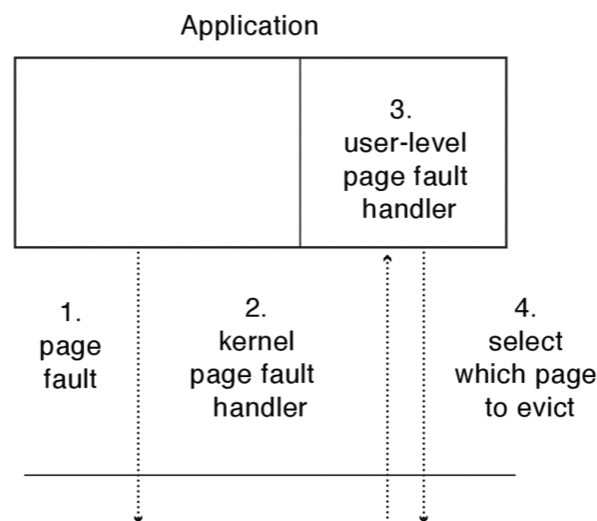 Application
3.
user-level
page fault
handler
1.
page
fault
2.
kernel
page fault
handler
4.
select
which page
to evict